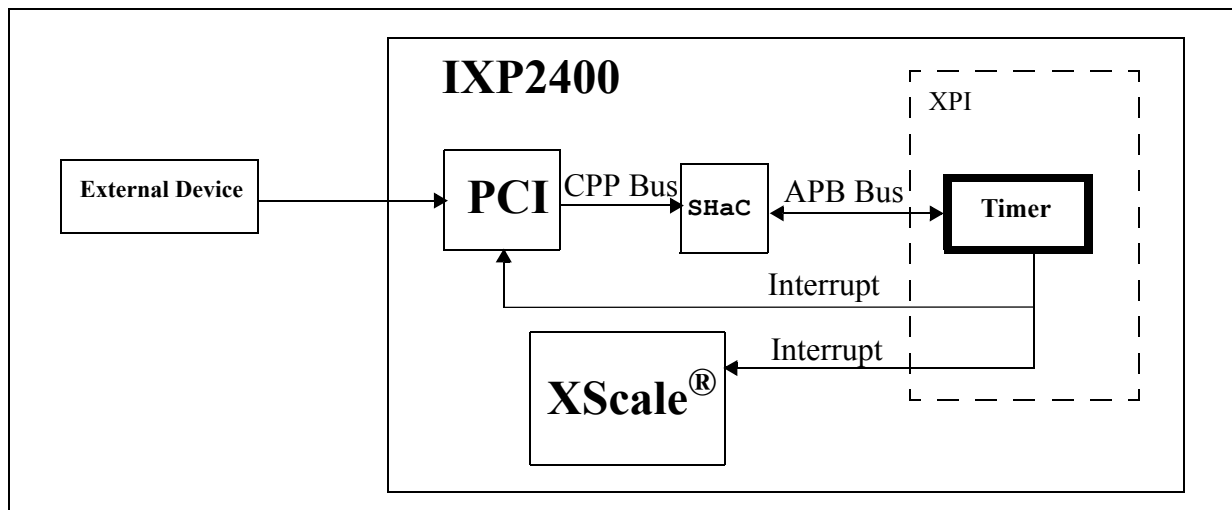 IXP2400
XPI
External Device
PCI
CPP Bus
SHaC
APB Bus
Timer
Interrupt
Interrupt
XScale®